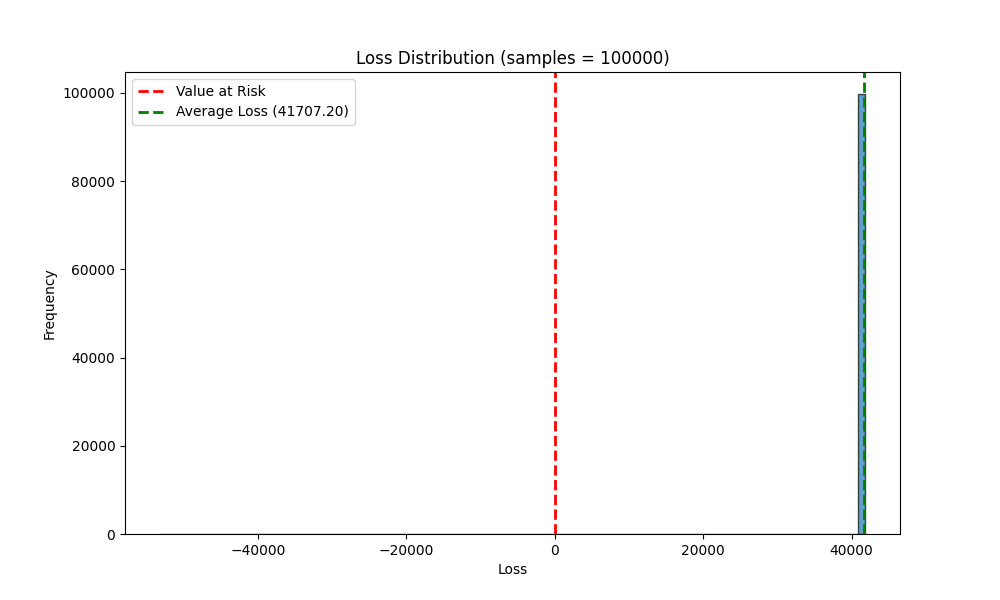 Loss Distribution (samples = 100000)
Value at Risk
Average Loss (41707.20)
100000
80000
60000
40000
20000
0
Frequency
−40000
−20000
0
20000
40000
Loss